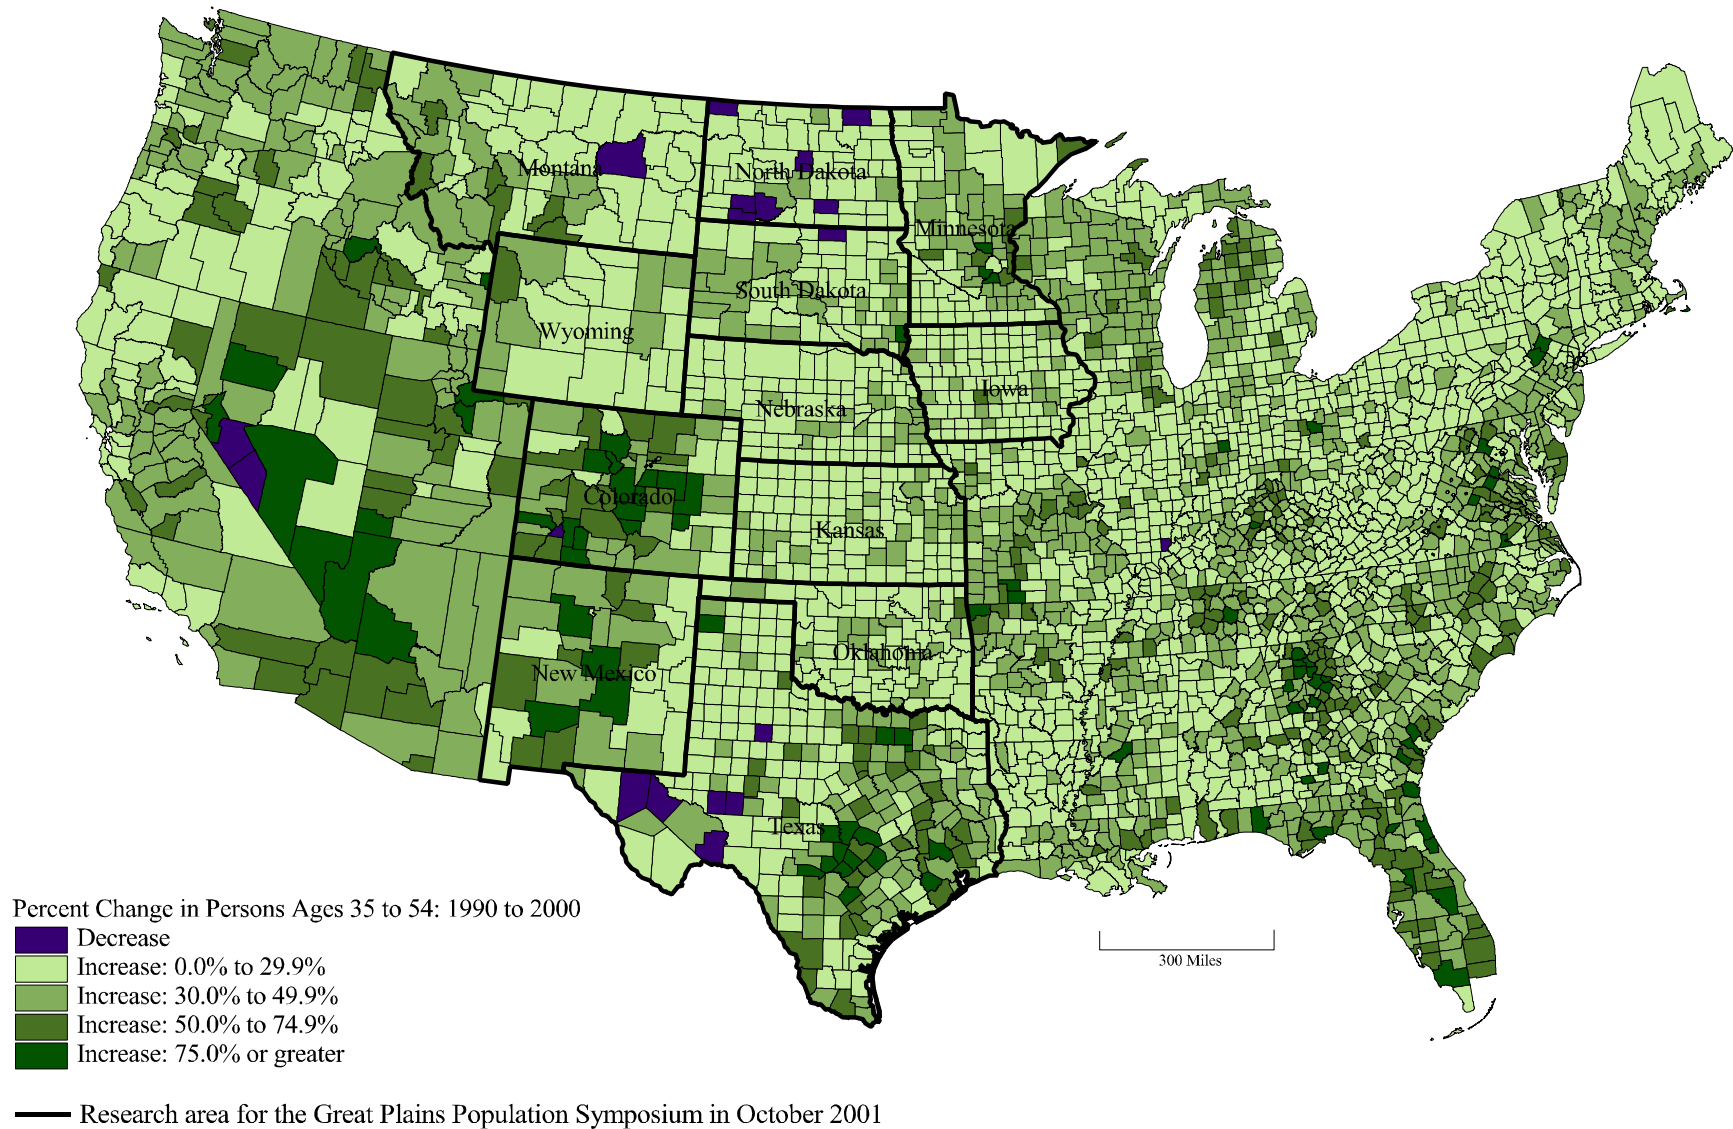 Montana
North Dakota
Minnesota
South Dakota
Wyoming
Iowa
Nebraska
Colorado
Kansas
Oklahoma
New Mexico
Texas
Percent Change in Persons Ages 35 to 54: 1990 to 2000
Decrease
Increase: 0.0% to 29.9%
Increase: 30.0% to 49.9%
Increase: 50.0% to 74.9%
Increase: 75.0% or greater
300 Miles
Research area for the Great Plains Population Symposium in October 2001